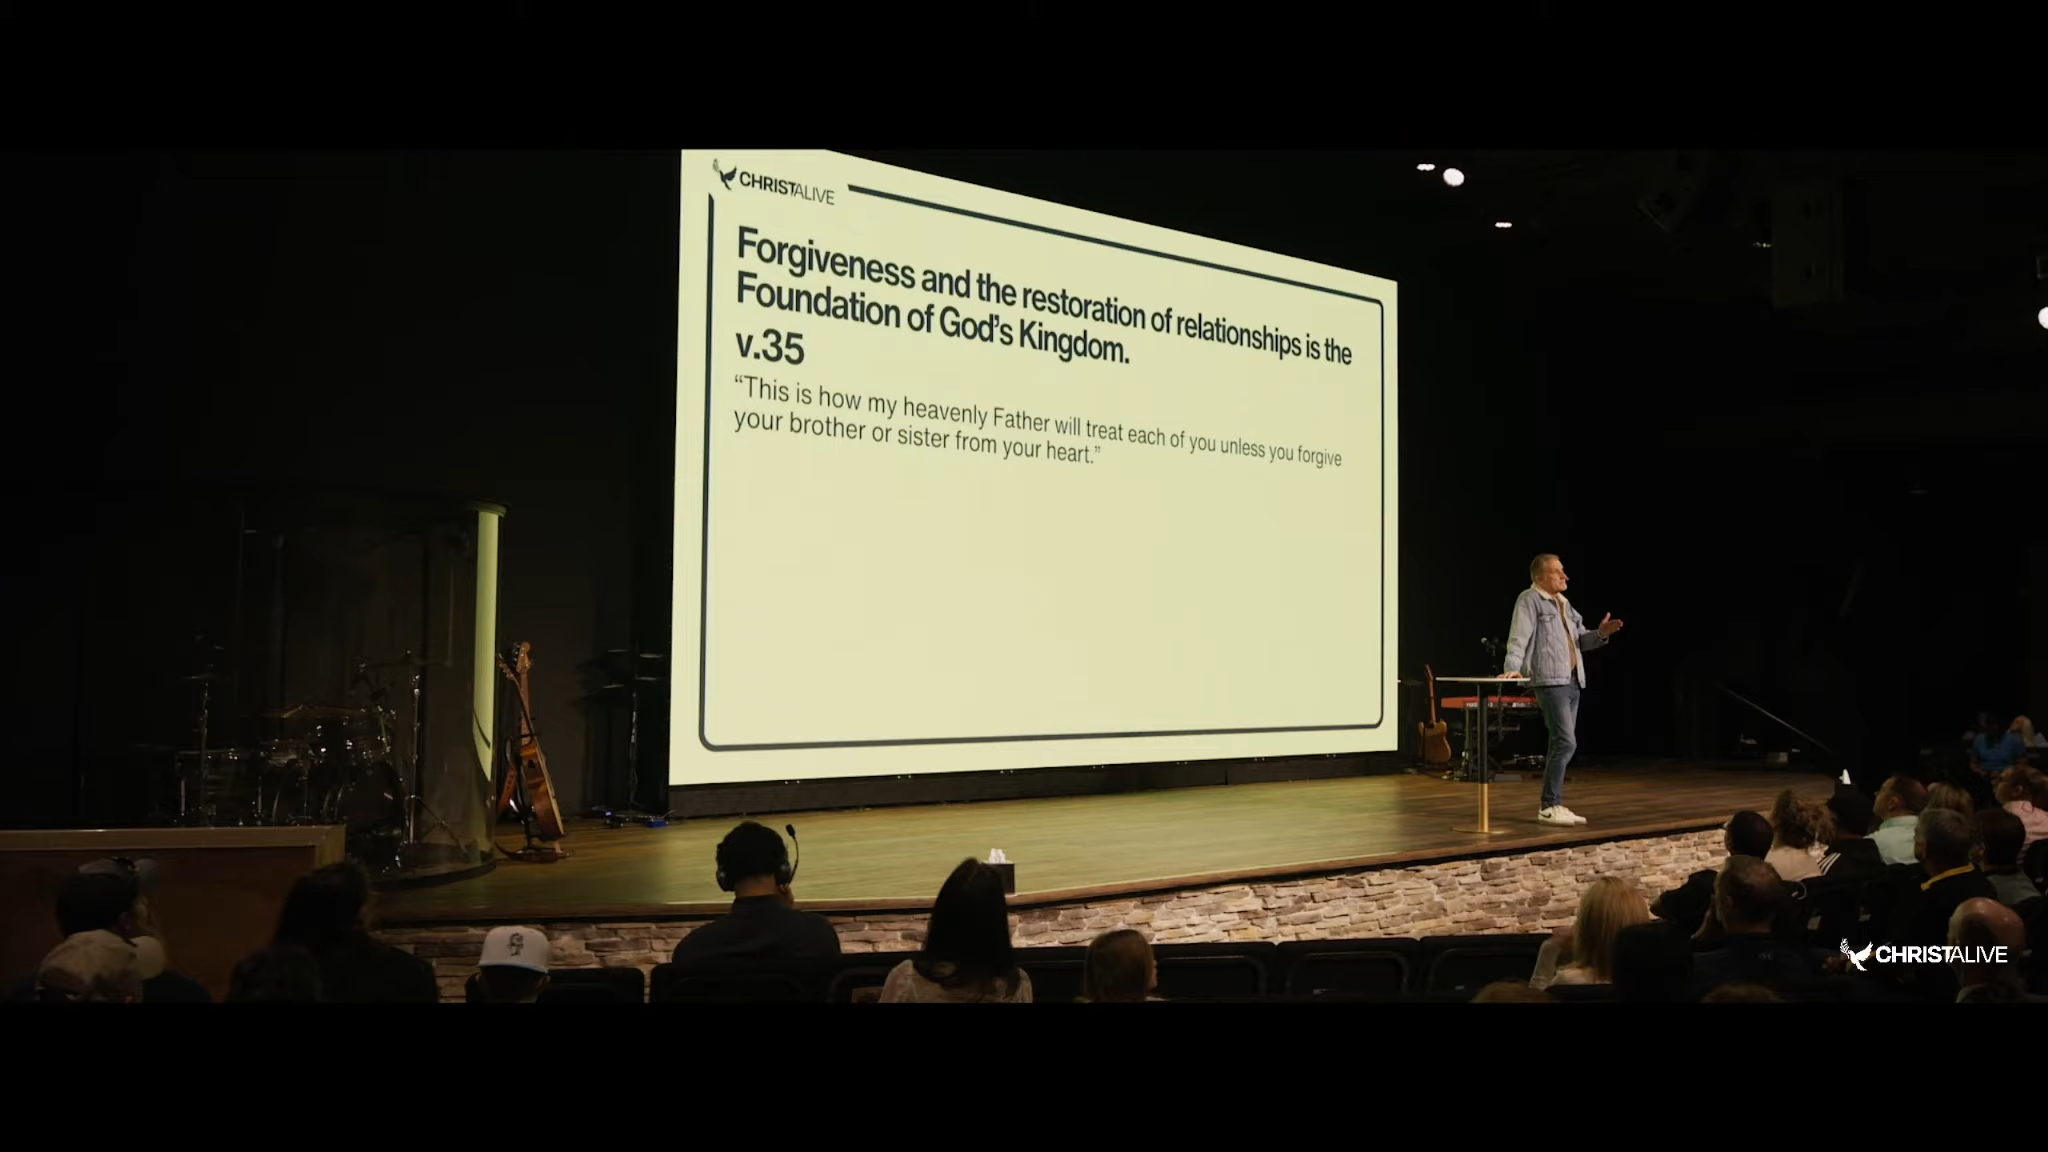 CHRISTALIVE
Forgiveness and the restoration of relationships is the
Foundation of God’s Kingdom.
v.35
“This is how my heavenly Father will treat each of you unless you forgive
your brother or sister from your heart.”
CHRISTALIVE